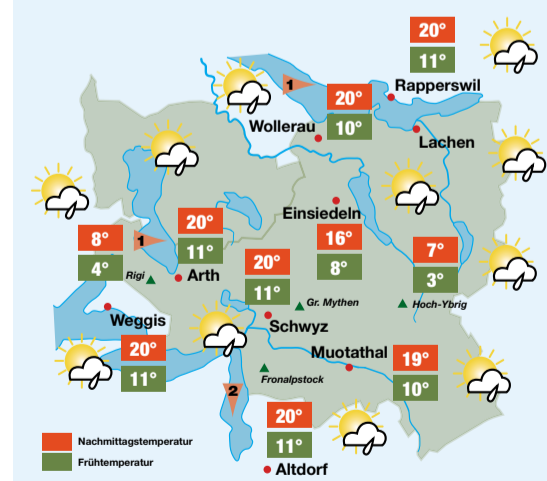 20°
11°
Rapperswil
1
20°
10°
Wollerau
Lachen
Einsiedeln
16°
8°
8°
4°
1
20°
11°
Rigi
Arth
20°
11°
7°
3°
Gr. Mythen
Hoch-Ybrig
Weggis
20°
11°
Schwyz
Muotathal
19°
10°
Fronalpstock
2
20°
11°
Altdorf
Nachmittagstemperatur
Frühtemperatur